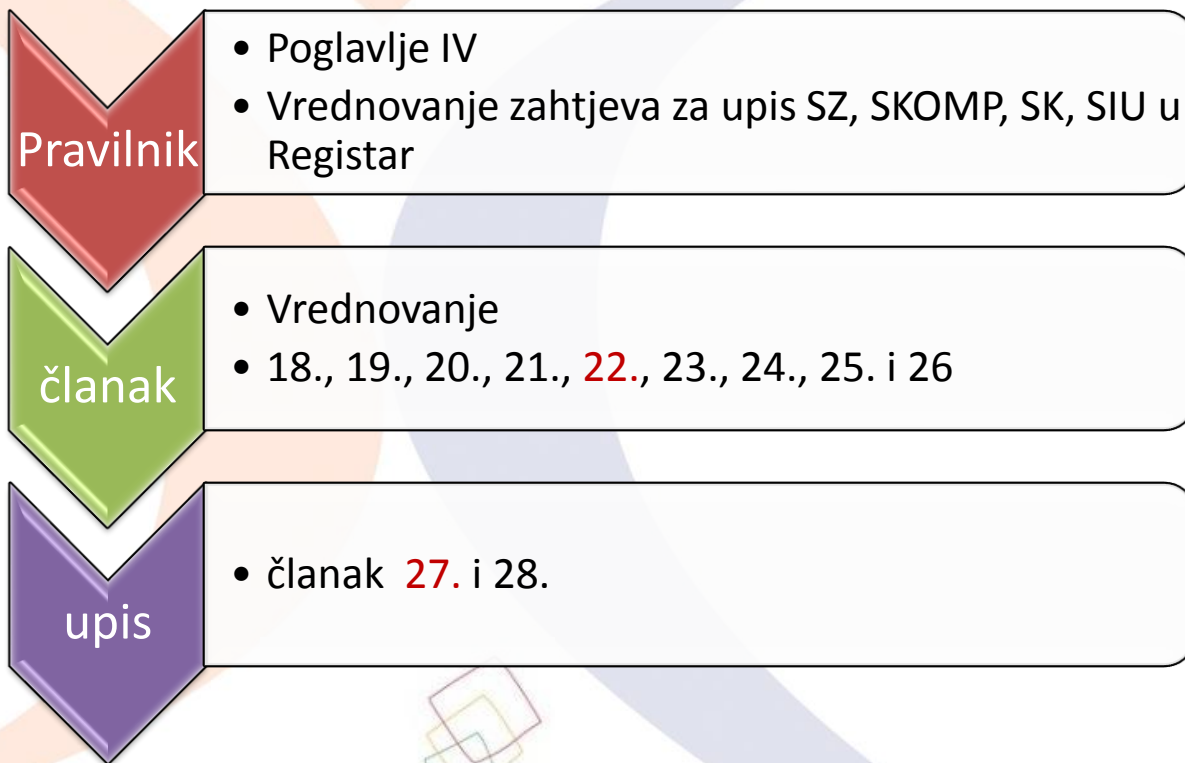 Pravilnik
• Poglavlje IV
• Vrednovanje zahtjeva za upis SZ, SKOMP, SK, SIU u
Registar
članak
• Vrednovanje
• 18., 19., 20., 21., 22., 23., 24., 25. i 26
upis
• članak 27. i 28.